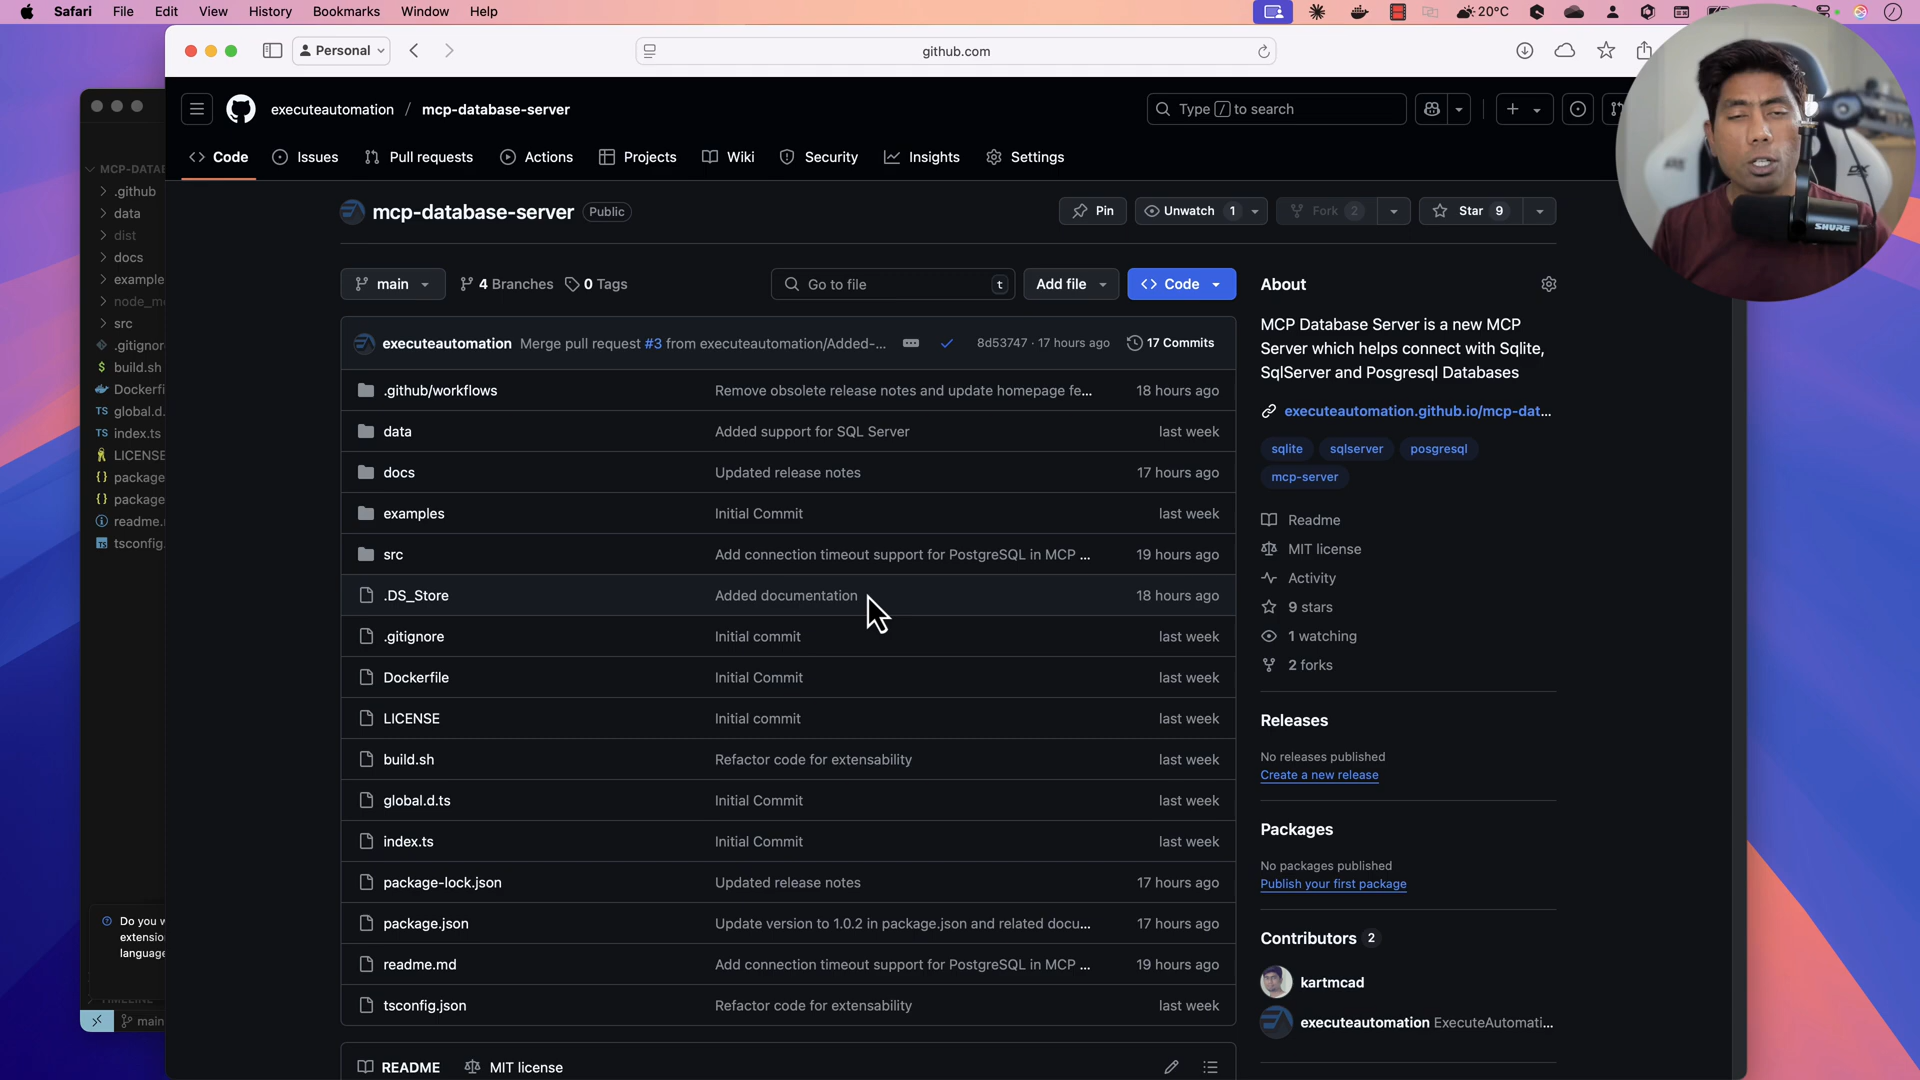 Safari File Edit View History Bookmarks Window Help
20°C
Personal
github.com
executeautomation / mcp-database-server
Type / to search
Code Issues Pull requests Actions Projects Wiki Security Insights Settings
mcp-database-server Public
Pin Unwatch 1 Fork 2 Star 9
main 4 Branches 0 Tags
Go to file t
Add file
Code
executeautomation Merge pull request #3 from executeautomation/Added-... 8d53747 · 17 hours ago 17 Commits
.github/workflows Remove obsolete release notes and update homepage fe... 18 hours ago
data Added support for SQL Server last week
docs Updated release notes 17 hours ago
examples Initial Commit last week
src Add connection timeout support for PostgreSQL in MCP ... 19 hours ago
.DS_Store Added documentation 18 hours ago
.gitignore Initial commit last week
Dockerfile Initial Commit last week
LICENSE Initial commit last week
build.sh Refactor code for extensability last week
global.d.ts Initial Commit last week
index.ts Initial Commit last week
package-lock.json Updated release notes 17 hours ago
package.json Update version to 1.0.2 in package.json and related docu... 17 hours ago
readme.md Add connection timeout support for PostgreSQL in MCP ... 19 hours ago
tsconfig.json Refactor code for extensability last week
README MIT license
About
MCP Database Server is a new MCP
Server which helps connect with Sqlite,
SqlServer and Posgresql Databases
executeautomation.github.io/mcp-dat...
sqlite sqlserver posgresql
mcp-server
Readme
MIT license
Activity
9 stars
1 watching
2 forks
Releases
No releases published
Create a new release
Packages
No packages published
Publish your first package
Contributors 2
kartmcad
executeautomation ExecuteAutomati...
MCP-DATA
.github
data
dist
docs
example
node_m
src
.gitignor
$ build.sh
Dockerfi
TS global.d.
TS index.ts
LICENSE
{} package
{} package
readme.
tsconfig.
Do you
extension
language
TIMELINE
main
SHURE